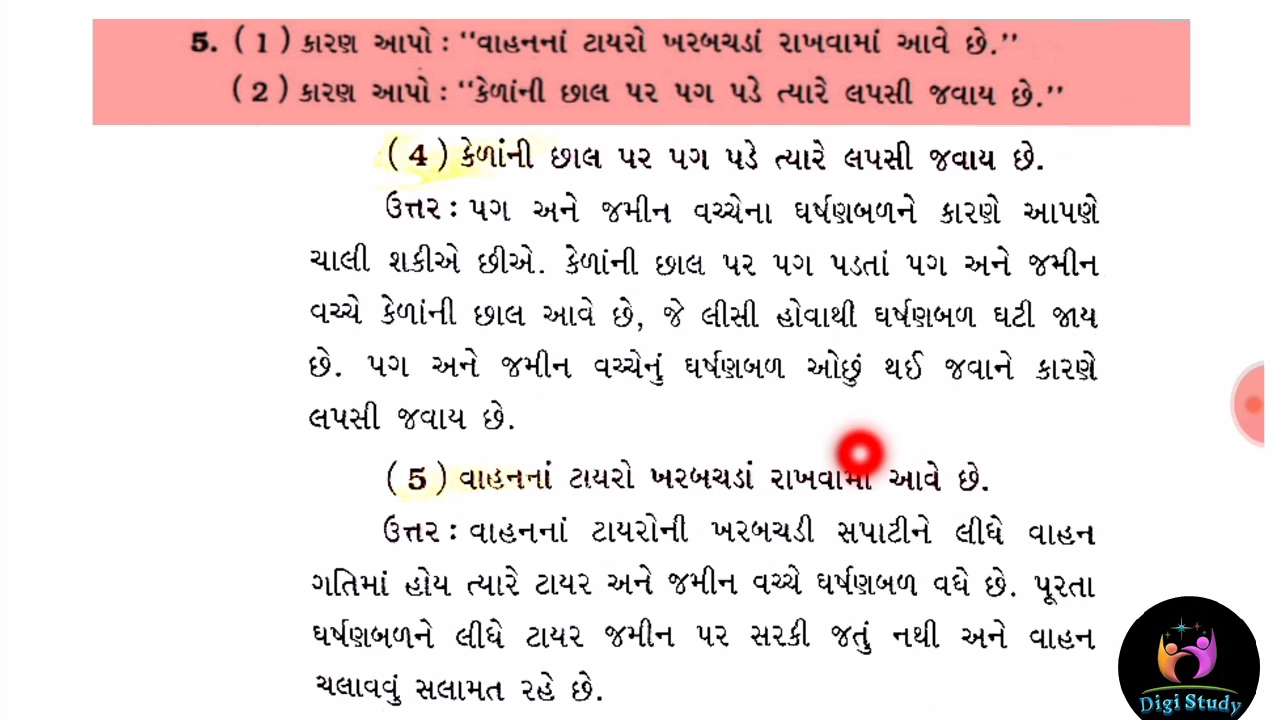 5. ( 1 ) કારણ આપો : “વાહનનાં ટાયરો ખરબચડાં રાખવામાં આવે છે.”
( 2 ) કારણ આપો : “કેળાંની છાલ પર પગ પડે ત્યારે લપસી જવાય છે.”
( 4 ) કેળાંની છાલ પર પગ પડે ત્યારે લપસી જવાય છે.
ઉત્તર : પગ અને જમીન વચ્ચેના ઘર્ષણબળને કારણે આપણે
ચાલી શકીએ છીએ. કેળાંની છાલ પર પગ પડતાં પગ અને જમીન
વચ્ચે કેળાંની છાલ આવે છે, જે લીસી હોવાથી ઘર્ષણબળ ઘટી જાય
છે. પગ અને જમીન વચ્ચેનું ઘર્ષણબળ ઓછું થઈ જવાને કારણે
લપસી જવાય છે.
( 5 ) વાહનનાં ટાયરો ખરબચડાં રાખવામાં આવે છે.
ઉત્તર : વાહનનાં ટાયરોની ખરબચડી સપાટીને લીધે વાહન
ગતિમાં હોય ત્યારે ટાયર અને જમીન વચ્ચે ઘર્ષણબળ વધે છે. પૂરતા
ઘર્ષણબળને લીધે ટાયર જમીન પર સરકી જતું નથી અને વાહન
ચલાવવું સલામત રહે છે.
Digi Study